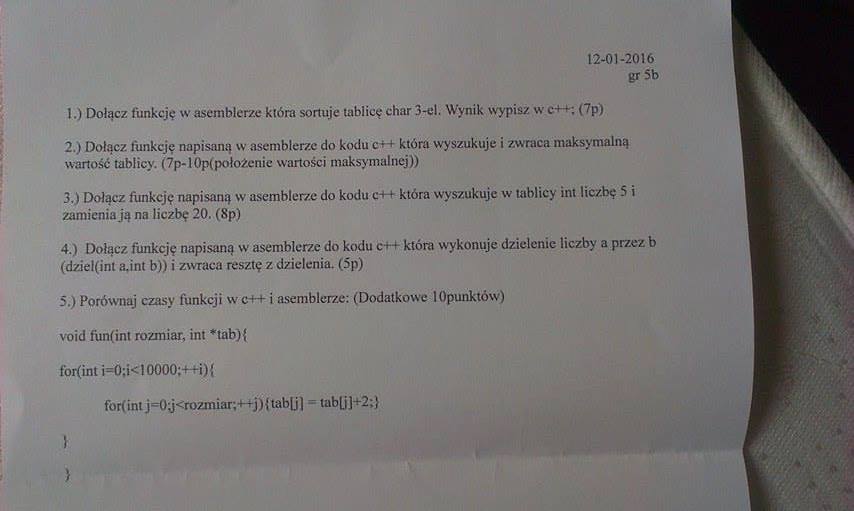 12-01-2016
gr 5b
1.) Dołącz funkcję w asemblerze która sortuje tablicę char 3-el. Wynik wypisz w c++; (7p)
2.) Dołącz funkcję napisaną w asemblerze do kodu c++ która wyszukuje i zwraca maksymalną
wartość tablicy. (7p-10p(położenie wartości maksymalnej))
3.) Dołącz funkcję napisaną w asemblerze do kodu c++ która wyszukuje w tablicy int liczbę 5 i
zamienia ją na liczbę 20. (8p)
4.) Dołącz funkcję napisaną w asemblerze do kodu c++ która wykonuje dzielenie liczby a przez b
(dziel(int a,int b)) i zwraca resztę z dzielenia. (5p)
5.) Porównaj czasy funkcji w c++ i asemblerze: (Dodatkowe 10punktów)
void fun(int rozmiar, int *tab){
for(int i=0;i<10000;++i){
for(int j=0;j<rozmiar;++j){tab[j] = tab[j]+2;}
}
}